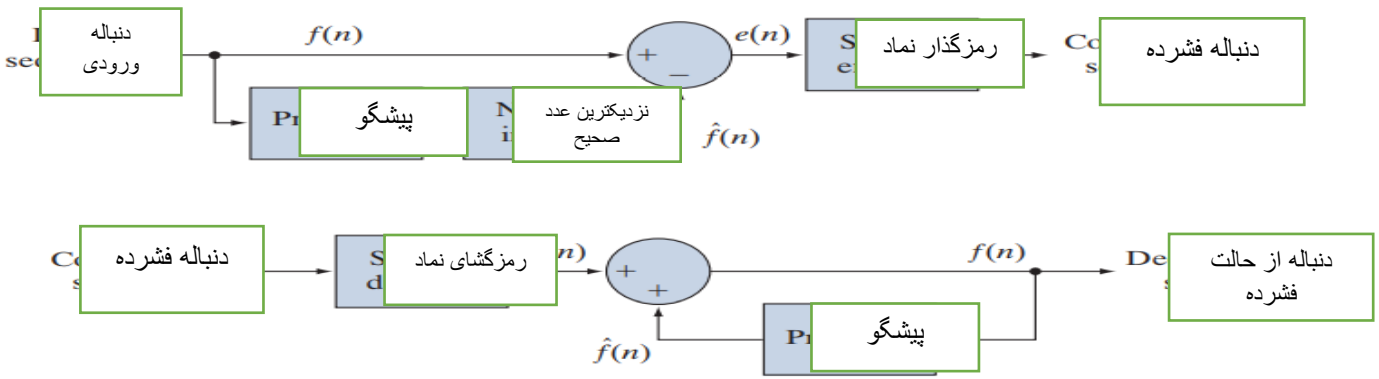 دنباله
ورودی
f(n)
+
−
e(n)
رمزگذار نماد
دنباله فشرده
پیشگو
نزدیکترین عدد
صحیح
f̂(n)
دنباله فشرده
رمزگشای نماد
+
+
f(n)
دنباله از حالت
فشرده
پیشگو
f̂(n)